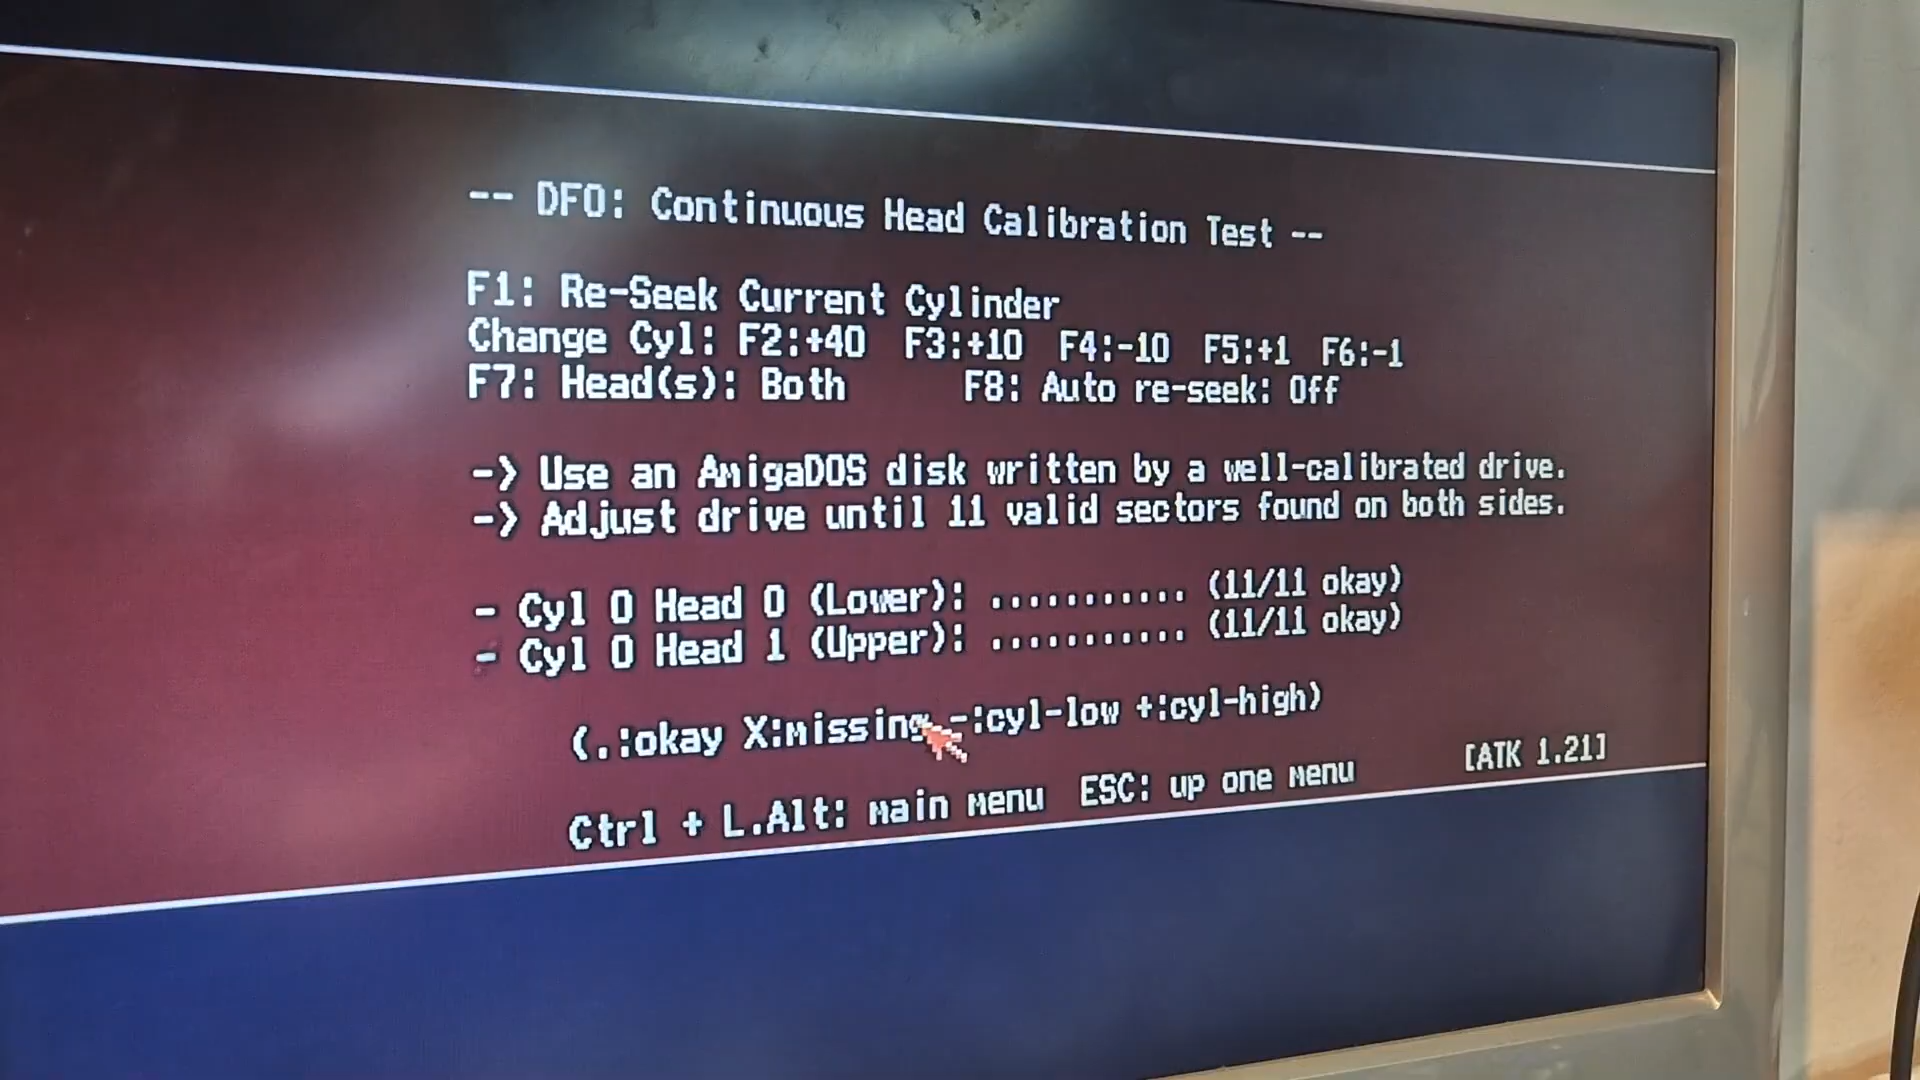 -- DF0: Continuous Head Calibration Test --
F1: Re-Seek Current Cylinder
Change Cyl: F2:+40 F3:+10 F4:-10 F5:+1 F6:-1
F7: Head(s): Both F8: Auto re-seek: Off
-> Use an AmigaDOS disk written by a well-calibrated drive.
-> Adjust drive until 11 valid sectors found on both sides.
- Cyl 0 Head 0 (Lower): ........... (11/11 okay)
- Cyl 0 Head 1 (Upper): ........... (11/11 okay)
(.:okay X:missing -:cyl-low +:cyl-high)
[ATK 1.21]
Ctrl + L.Alt: main menu ESC: up one menu